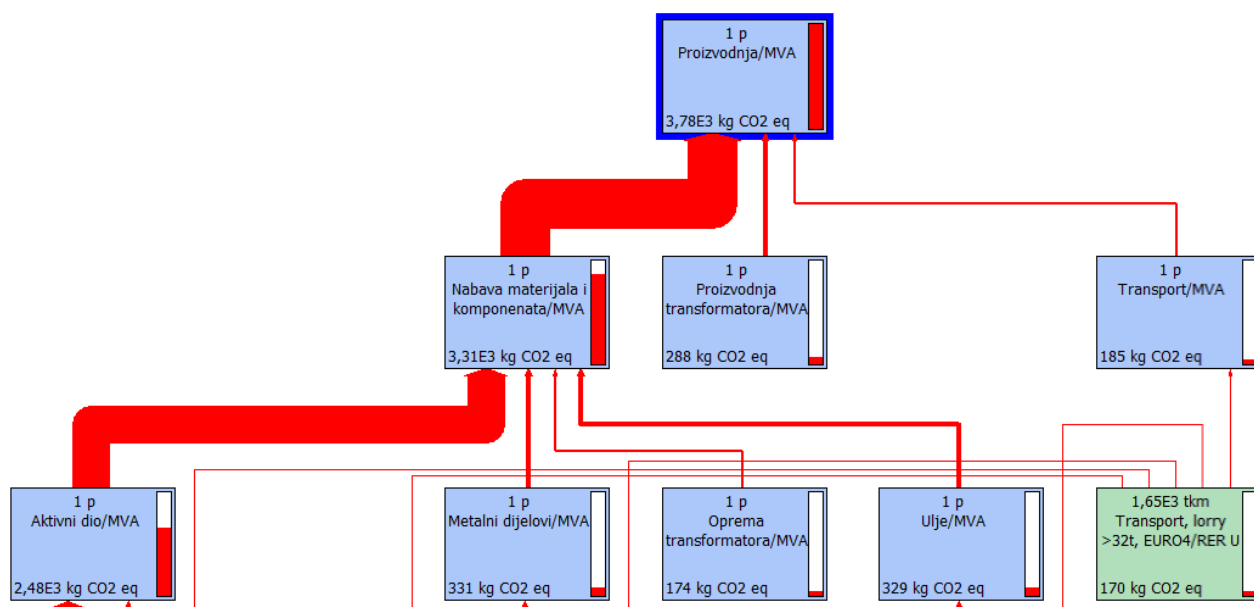 1 p
Proizvodnja/MVA
3,78E3 kg CO2 eq
1 p
Nabava materijala i
komponenata/MVA
3,31E3 kg CO2 eq
1 p
Proizvodnja
transformatora/MVA
288 kg CO2 eq
1 p
Transport/MVA
185 kg CO2 eq
1 p
Aktivni dio/MVA
2,48E3 kg CO2 eq
1 p
Metalni dijelovi/MVA
331 kg CO2 eq
1 p
Oprema
transformatora/MVA
174 kg CO2 eq
1 p
Ulje/MVA
329 kg CO2 eq
1,65E3 tkm
Transport, lorry
>32t, EURO4/RER U
170 kg CO2 eq